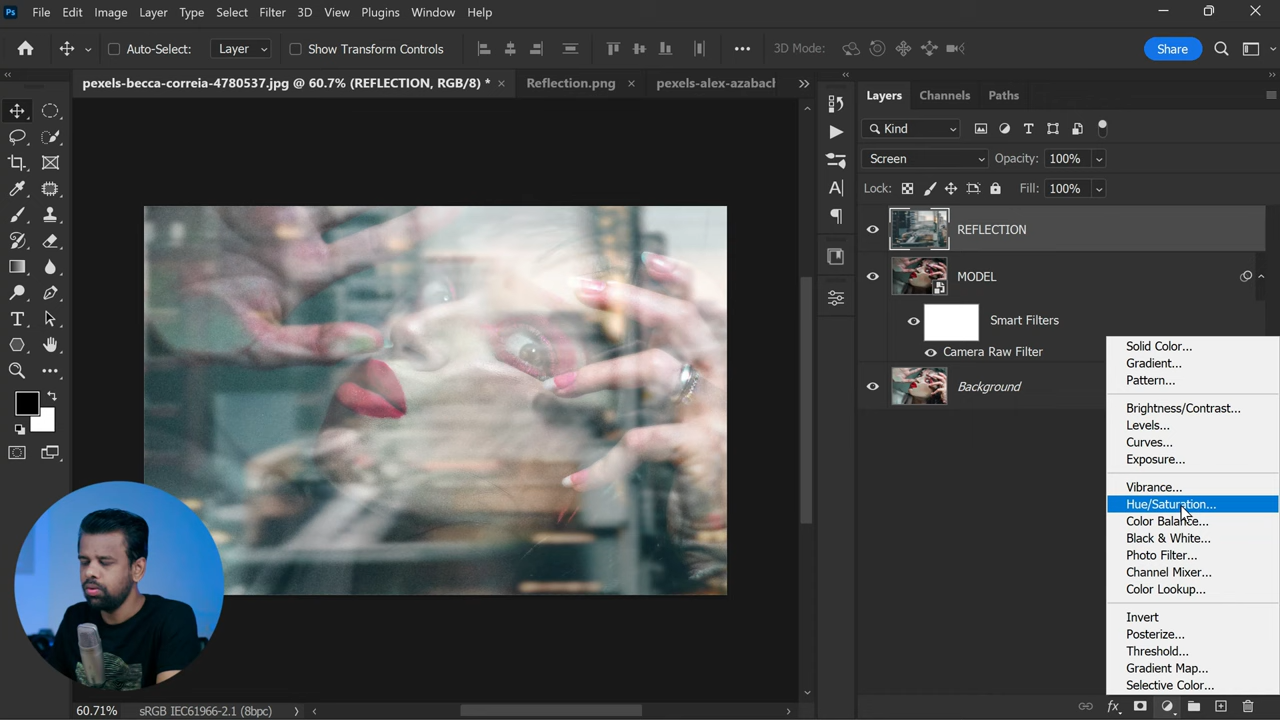 Ps File Edit Image Layer Type Select Filter 3D View Plugins Window Help
Auto-Select: Layer Show Transform Controls 3D Mode: Share
pexels-becca-correia-4780537.jpg @ 60.7% (REFLECTION, RGB/8) * Reflection.png pexels-alex-azabach
Layers Channels Paths
Kind
Screen Opacity: 100%
Lock: Fill: 100%
REFLECTION
MODEL
Smart Filters
Camera Raw Filter
Background
Solid Color...
Gradient...
Pattern...
Brightness/Contrast...
Levels...
Curves...
Exposure...
Vibrance...
Hue/Saturation...
Color Balance...
Black & White...
Photo Filter...
Channel Mixer...
Color Lookup...
Invert
Posterize...
Threshold...
Gradient Map...
Selective Color...
60.71% sRGB IEC61966-2.1 (8bpc)